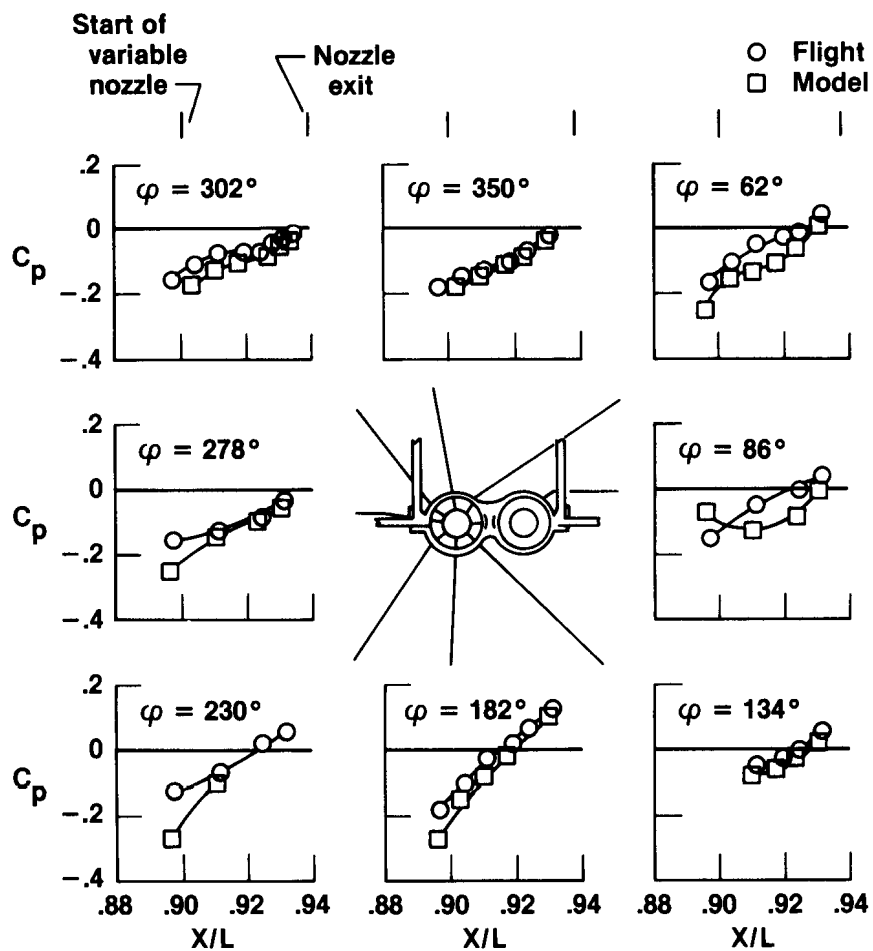 Start of
variable
nozzle
Nozzle
exit
Flight
Model
φ = 302°
φ = 350°
φ = 62°
.2
0
Cp
−.2
−.4
φ = 278°
φ = 86°
.2
0
Cp
−.2
−.4
φ = 230°
φ = 182°
φ = 134°
.2
0
Cp
−.2
−.4
.88 .90 .92 .94
.88 .90 .92 .94
.88 .90 .92 .94
X/L
X/L
X/L